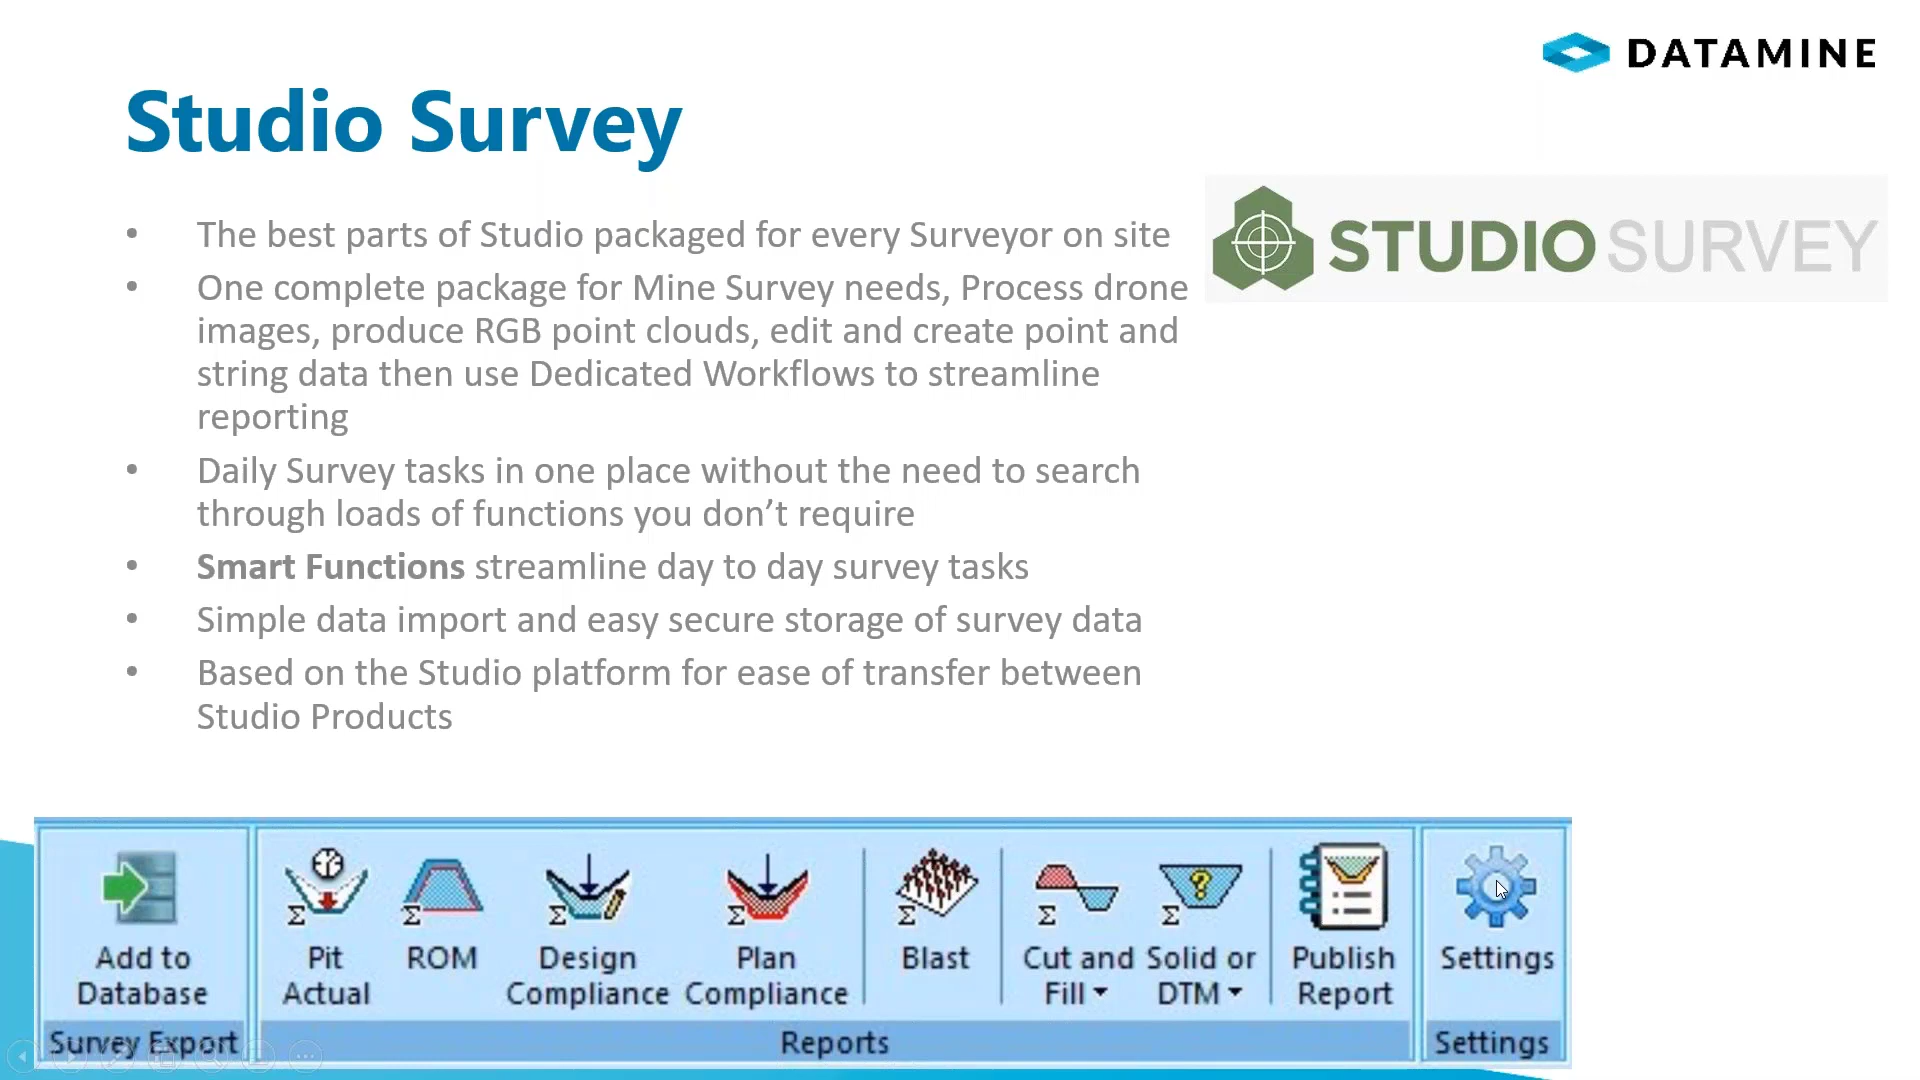 DATAMINE
Studio Survey
STUDIO SURVEY
• The best parts of Studio packaged for every Surveyor on site
• One complete package for Mine Survey needs, Process drone
images, produce RGB point clouds, edit and create point and
string data then use Dedicated Workflows to streamline
reporting
• Daily Survey tasks in one place without the need to search
through loads of functions you don’t require
• Smart Functions streamline day to day survey tasks
• Simple data import and easy secure storage of survey data
• Based on the Studio platform for ease of transfer between
Studio Products
Add to
Database
Survey Export
Pit
Actual
ROM
Design
Compliance
Plan
Compliance
Blast
Cut and
Fill
Solid or
DTM
Publish
Report
Reports
Settings
Settings